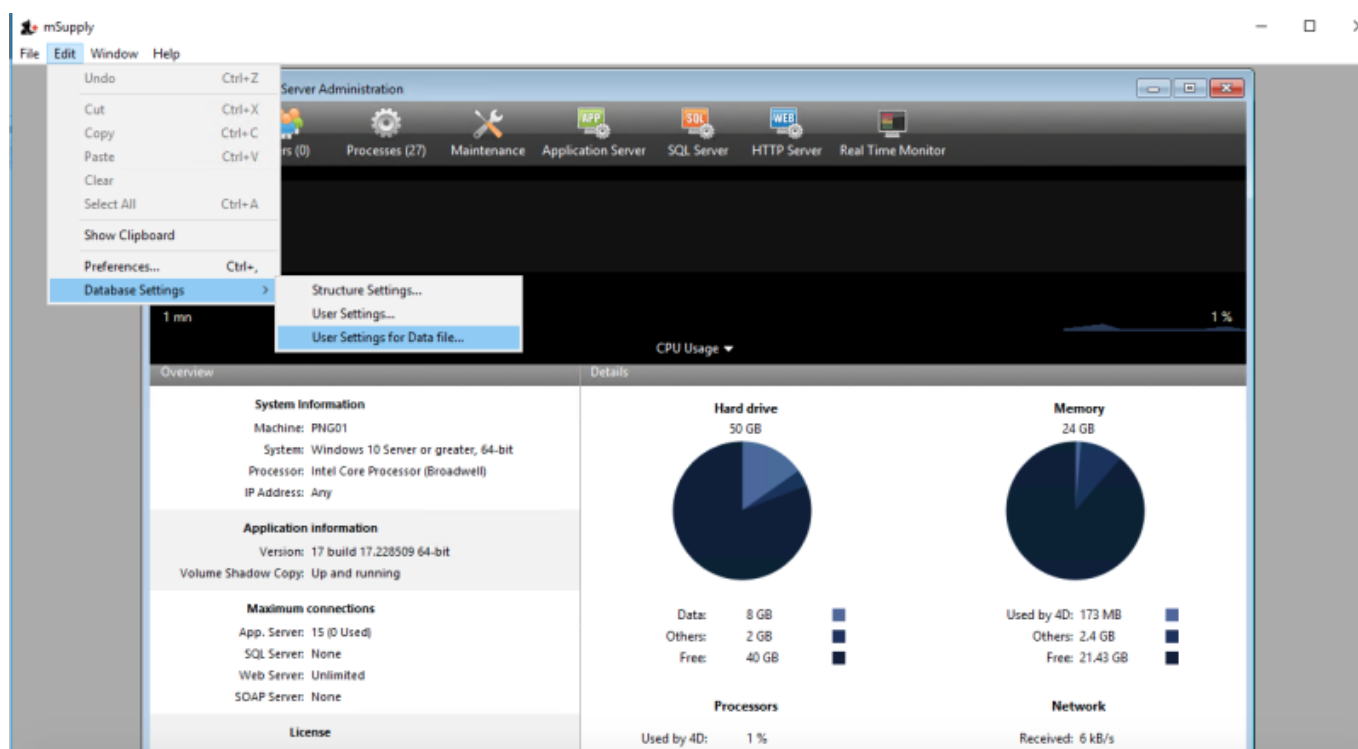 mSupply
File Edit Window Help
Undo Ctrl+Z
Cut Ctrl+X
Copy Ctrl+C
Paste Ctrl+V
Clear
Select All Ctrl+A
Show Clipboard
Preferences... Ctrl+,
Database Settings >
Structure Settings...
User Settings...
User Settings for Data file...
Server Administration
rs (0) Processes (27) Maintenance Application Server SQL Server HTTP Server Real Time Monitor
APP SQL WEB
1 mn 1 %
CPU Usage
Overview Details
System Information
Machine: PNG01
System: Windows 10 Server or greater, 64-bit
Processor: Intel Core Processor (Broadwell)
IP Address: Any
Application information
Version: 17 build 17.228509 64-bit
Volume Shadow Copy: Up and running
Maximum connections
App. Server: 15 (0 Used)
SQL Server: None
Web Server: Unlimited
SOAP Server: None
License
Hard drive
50 GB
Data: 8 GB
Others: 2 GB
Free: 40 GB
Processors
Used by 4D: 1 %
Memory
24 GB
Used by 4D: 173 MB
Others: 2.4 GB
Free: 21.43 GB
Network
Received: 6 kB/s